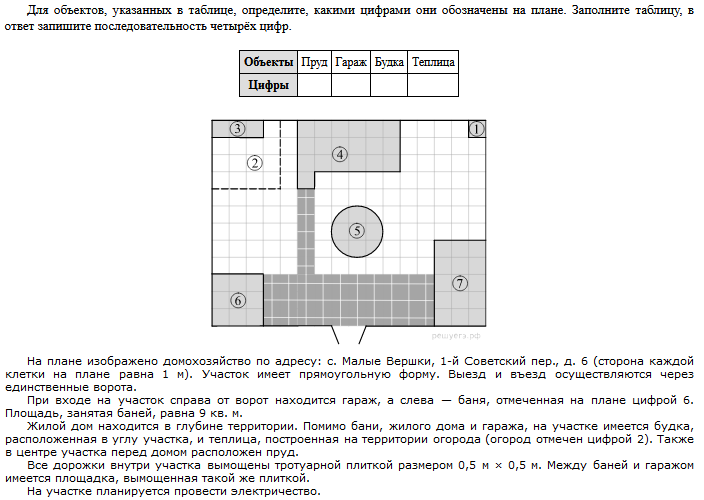 Для объектов, указанных в таблице, определите, какими цифрами они обозначены на плане. Заполните таблицу, в
ответ запишите последовательность четырёх цифр.
Объекты Пруд Гараж Будка Теплица
Цифры
3
1
2
4
5
6
7
решуегэ.рф
На плане изображено домохозяйство по адресу: с. Малые Вершки, 1-й Советский пер., д. 6 (сторона каждой
клетки на плане равна 1 м). Участок имеет прямоугольную форму. Выезд и въезд осуществляются через
единственные ворота.
При входе на участок справа от ворот находится гараж, а слева — баня, отмеченная на плане цифрой 6.
Площадь, занятая баней, равна 9 кв. м.
Жилой дом находится в глубине территории. Помимо бани, жилого дома и гаража, на участке имеется будка,
расположенная в углу участка, и теплица, построенная на территории огорода (огород отмечен цифрой 2). Также
в центре участка перед домом расположен пруд.
Все дорожки внутри участка вымощены тротуарной плиткой размером 0,5 м × 0,5 м. Между баней и гаражом
имеется площадка, вымощенная такой же плиткой.
На участке планируется провести электричество.